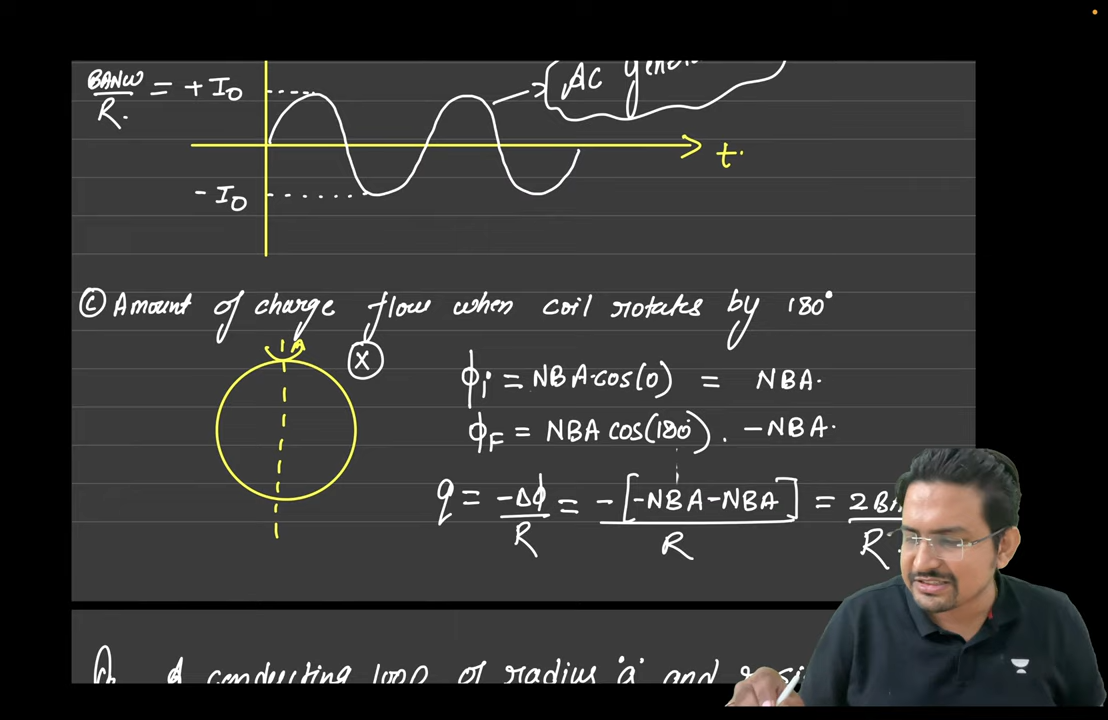 BANW/R. = + I₀
AC
t.
- I₀
Ⓒ Amount of charge flow when coil rotates by 180°
A
X
ϕi = NBA.cos(0) = NBA.
ϕF = NBA cos(180°). -NBA.
q = -Δϕ/R = -[-NBA-NBA]/R = 2B
R
Q A conducting loop of radius 'a' and